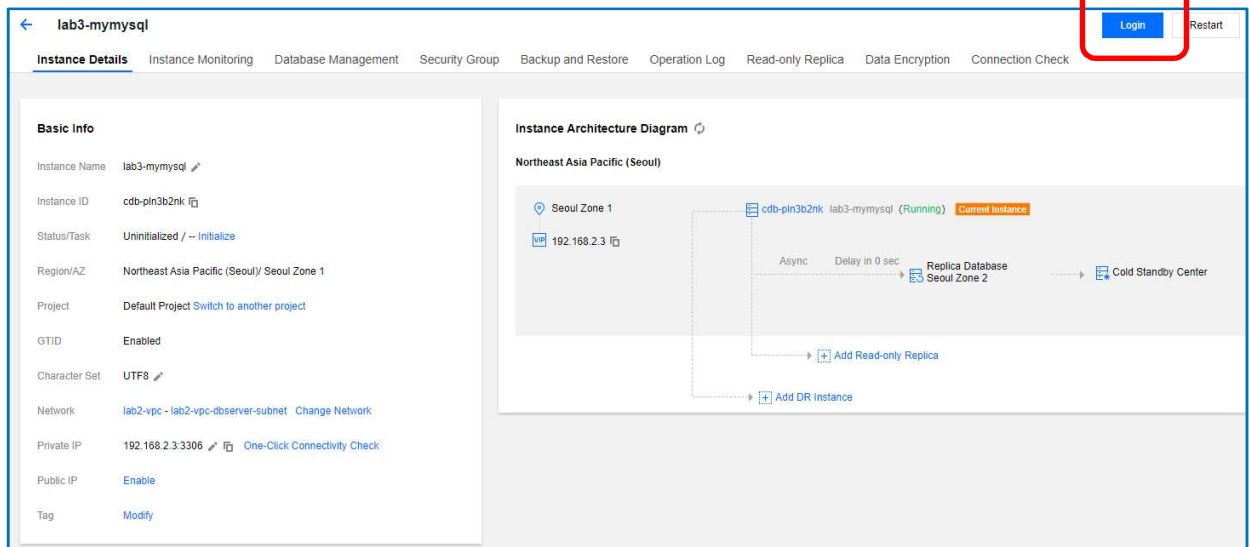 lab3-mymysql
Login
Restart
Instance Details Instance Monitoring Database Management Security Group Backup and Restore Operation Log Read-only Replica Data Encryption Connection Check
Basic Info
Instance Name lab3-mymysql
Instance ID cdb-pln3b2nk
Status/Task Uninitialized / -- Initialize
Region/AZ Northeast Asia Pacific (Seoul)/ Seoul Zone 1
Project Default Project Switch to another project
GTID Enabled
Character Set UTF8
Network lab2-vpc - lab2-vpc-dbserver-subnet Change Network
Private IP 192.168.2.3:3306 One-Click Connectivity Check
Public IP Enable
Tag Modify
Instance Architecture Diagram
Northeast Asia Pacific (Seoul)
Seoul Zone 1
VIP 192.168.2.3
cdb-pln3b2nk lab3-mymysql (Running) Current Instance
Async Delay in 0 sec
Replica Database
Seoul Zone 2
Cold Standby Center
Add Read-only Replica
Add DR Instance